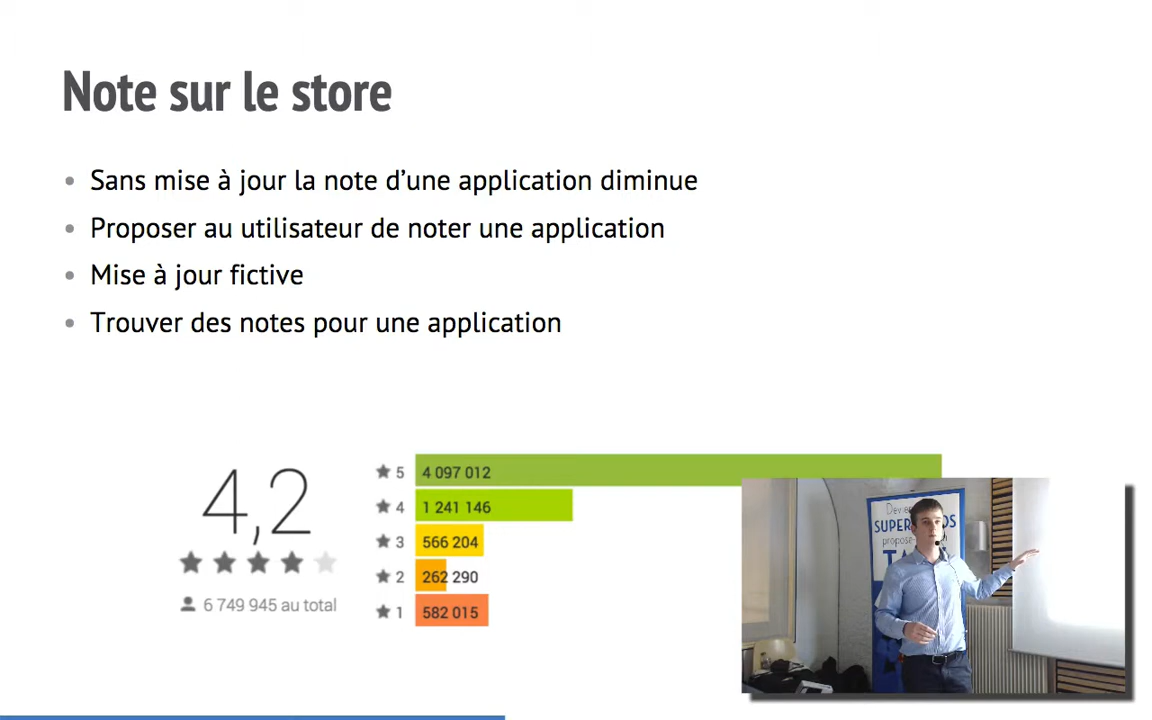 Note sur le store
• Sans mise à jour la note d’une application diminue
• Proposer au utilisateur de noter une application
• Mise à jour fictive
• Trouver des notes pour une application
4,2
6 749 945 au total
5 4 097 012
4 1 241 146
3 566 204
2 262 290
1 582 015